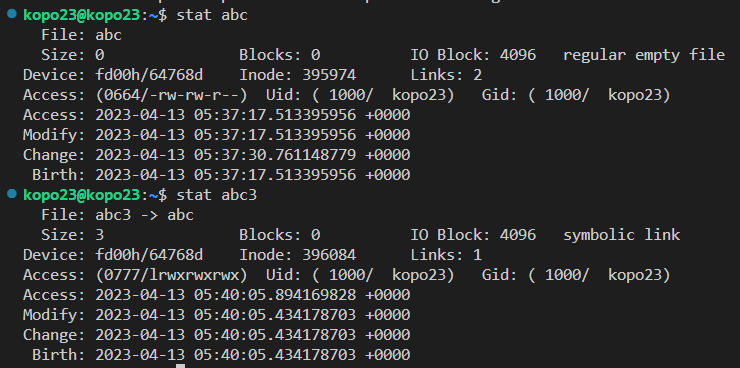 kopo23@kopo23:~$ stat abc
  File: abc
  Size: 0               Blocks: 0          IO Block: 4096   regular empty file
Device: fd00h/64768d    Inode: 395974      Links: 2
Access: (0664/-rw-rw-r--)  Uid: ( 1000/  kopo23)   Gid: ( 1000/  kopo23)
Access: 2023-04-13 05:37:17.513395956 +0000
Modify: 2023-04-13 05:37:17.513395956 +0000
Change: 2023-04-13 05:37:30.761148779 +0000
 Birth: 2023-04-13 05:37:17.513395956 +0000
kopo23@kopo23:~$ stat abc3
  File: abc3 -> abc
  Size: 3               Blocks: 0          IO Block: 4096   symbolic link
Device: fd00h/64768d    Inode: 396084      Links: 1
Access: (0777/lrwxrwxrwx)  Uid: ( 1000/  kopo23)   Gid: ( 1000/  kopo23)
Access: 2023-04-13 05:40:05.894169828 +0000
Modify: 2023-04-13 05:40:05.434178703 +0000
Change: 2023-04-13 05:40:05.434178703 +0000
 Birth: 2023-04-13 05:40:05.434178703 +0000